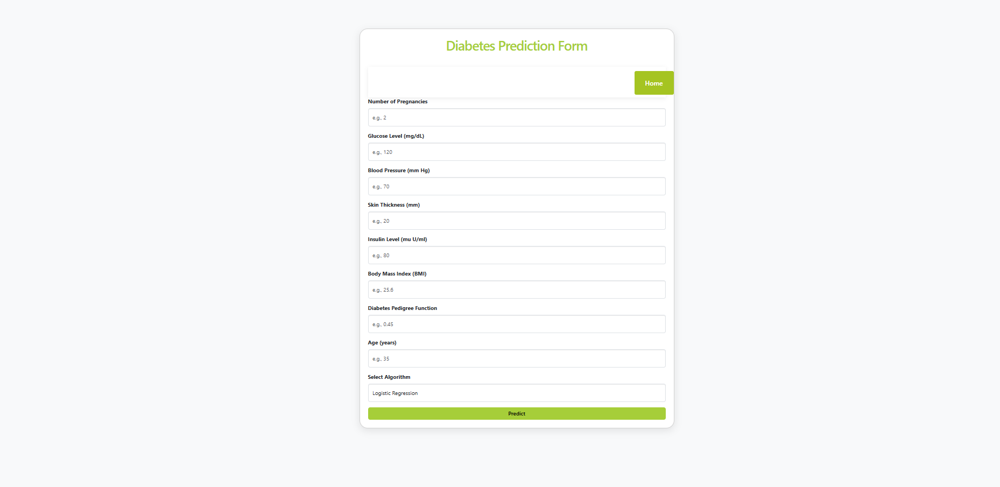 Diabetes Prediction Form
Home
Number of Pregnancies
e.g., 2
Glucose Level (mg/dL)
e.g., 120
Blood Pressure (mm Hg)
e.g., 70
Skin Thickness (mm)
e.g., 20
Insulin Level (mu U/ml)
e.g., 80
Body Mass Index (BMI)
e.g., 25.6
Diabetes Pedigree Function
e.g., 0.45
Age (years)
e.g., 35
Select Algorithm
Logistic Regression
Predict